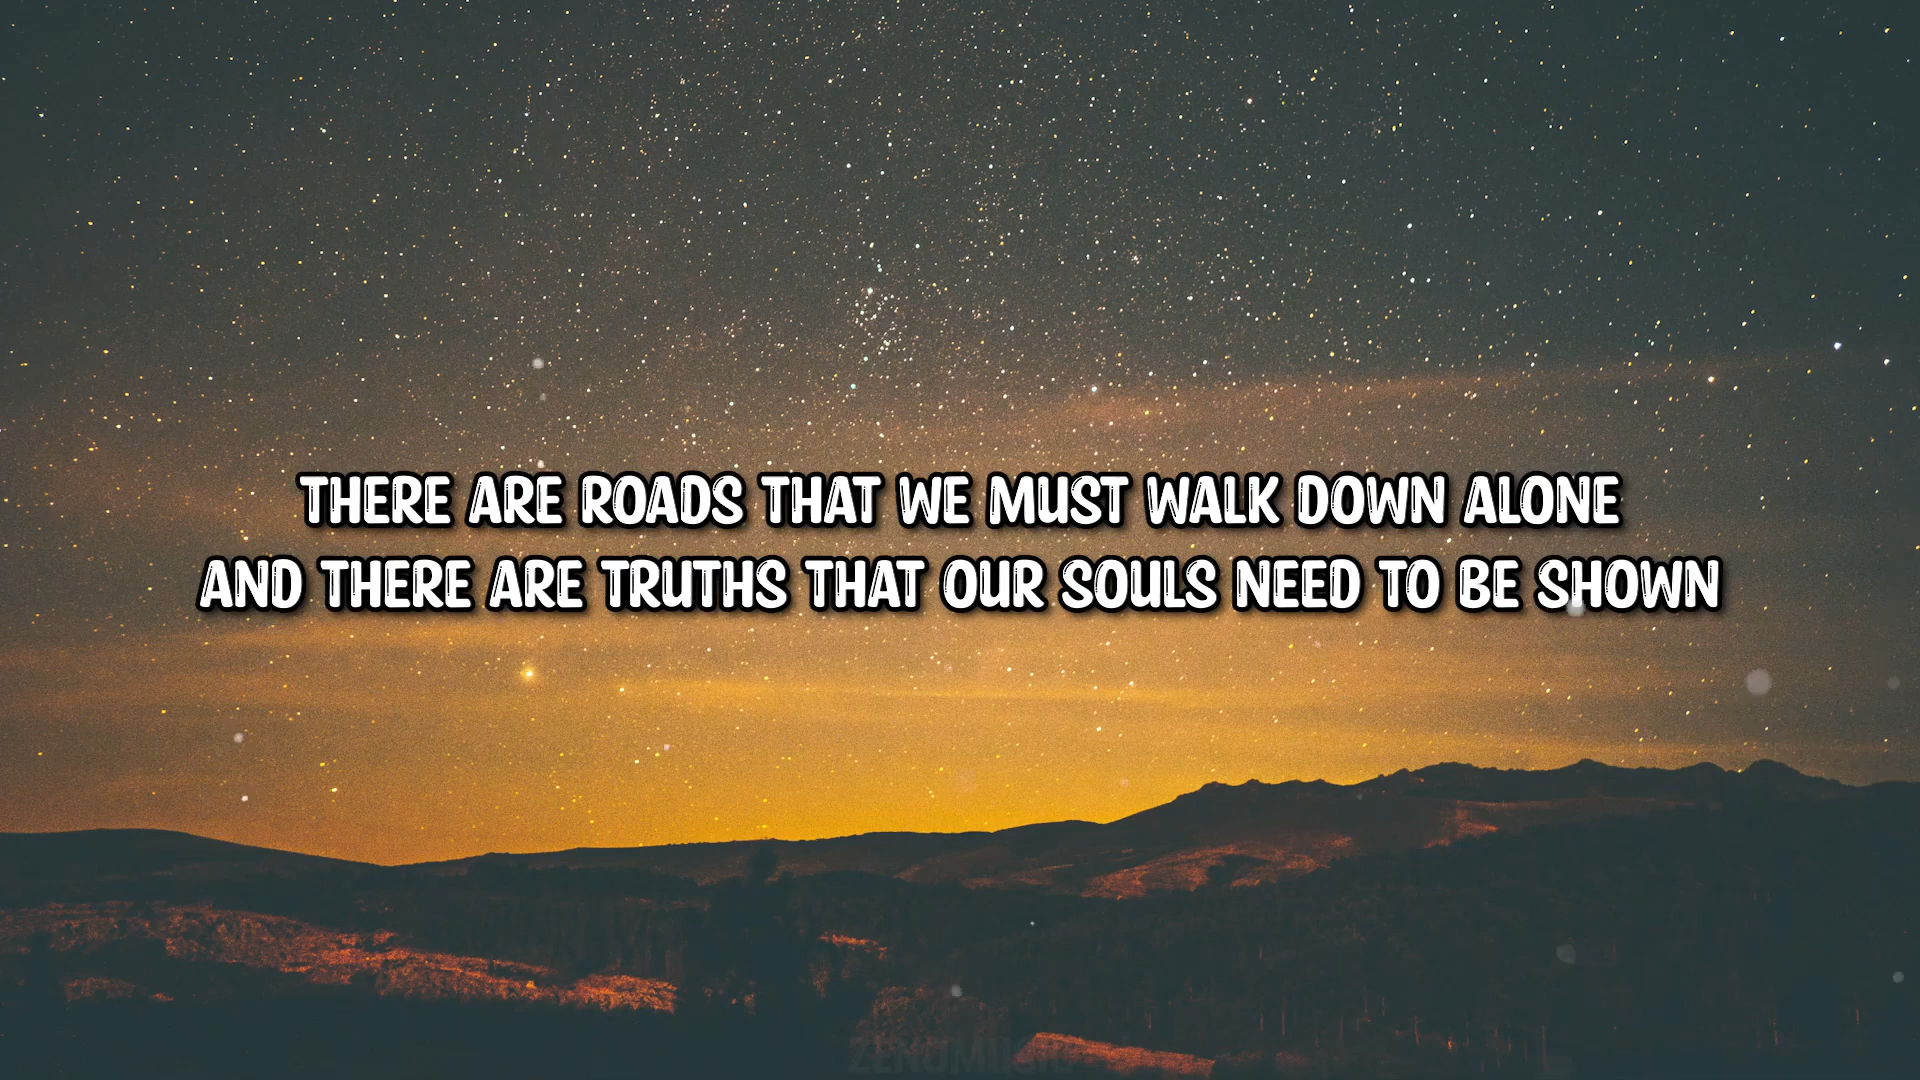 THERE ARE ROADS THAT WE MUST WALK DOWN ALONE
AND THERE ARE TRUTHS THAT OUR SOULS NEED TO BE SHOWN
ZENOMUSIC